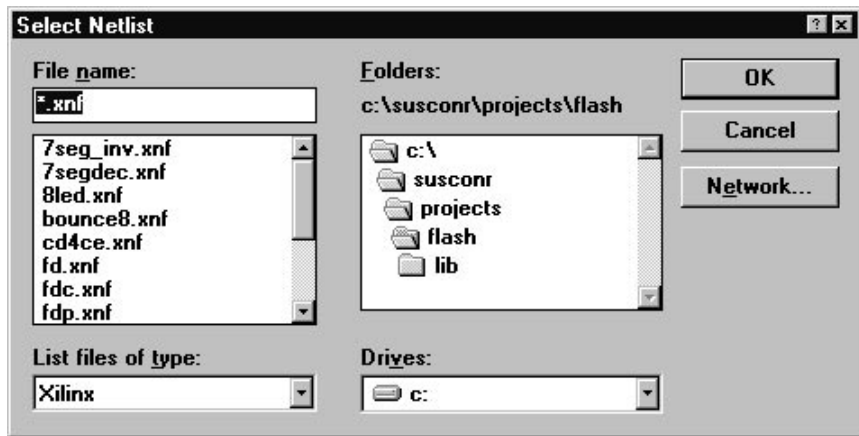 Select Netlist
File name:
*.xnf
7seg_inv.xnf
7segdec.xnf
8led.xnf
bounce8.xnf
cd4ce.xnf
fd.xnf
fdc.xnf
fdp.xnf
List files of type:
Xilinx
Folders:
c:\susconr\projects\flash
c:\
susconr
projects
flash
lib
Drives:
c:
OK
Cancel
Network...